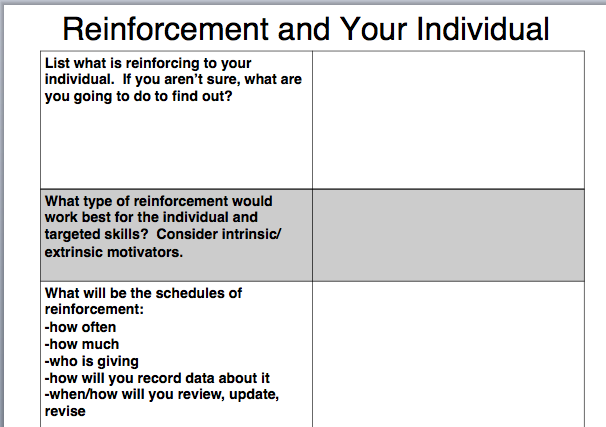 Reinforcement and Your Individual
List what is reinforcing to your
individual.  If you aren't sure, what are
you going to do to find out?
What type of reinforcement would
work best for the individual and
targeted skills?  Consider intrinsic/
extrinsic motivators.
What will be the schedules of
reinforcement:
-how often
-how much
-who is giving
-how will you record data about it
-when/how will you review, update,
revise